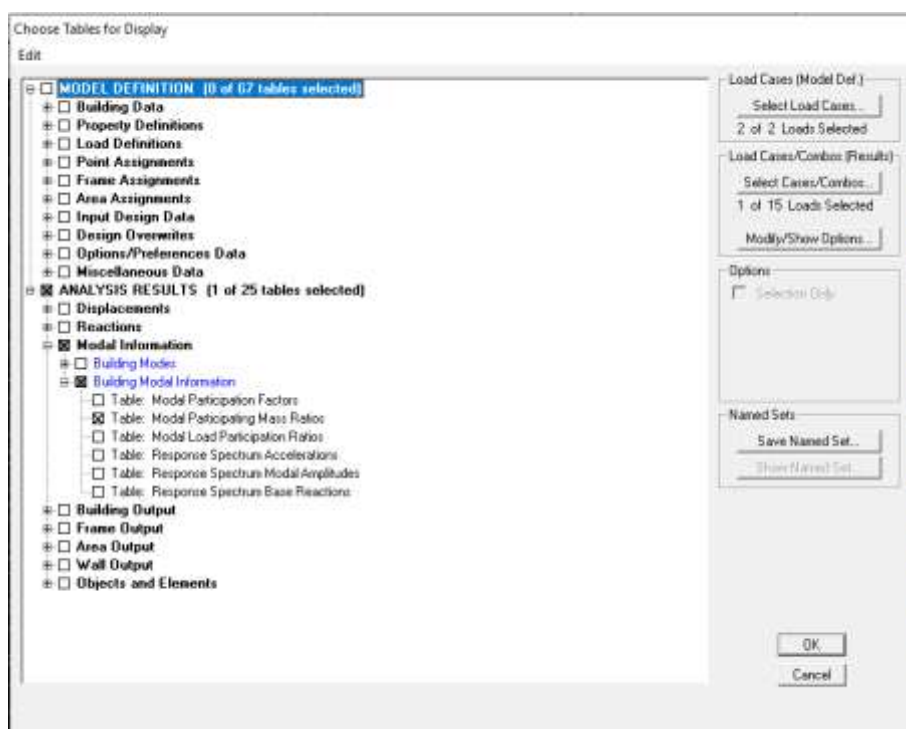 Choose Tables for Display
Edit
MODEL DEFINITION (0 of 67 tables selected)
Building Data
Property Definitions
Load Definitions
Point Assignments
Frame Assignments
Area Assignments
Input Design Data
Design Overwrites
Options/Preferences Data
Miscellaneous Data
ANALYSIS RESULTS (1 of 25 tables selected)
Displacements
Reactions
Modal Information
Building Modes
Building Modal Information
Table: Modal Participation Factors
Table: Modal Participating Mass Ratios
Table: Modal Load Participation Ratios
Table: Response Spectrum Accelerations
Table: Response Spectrum Modal Amplitudes
Table: Response Spectrum Base Reactions
Building Output
Frame Output
Area Output
Wall Output
Objects and Elements
Load Cases (Model Def.)
Select Load Cases...
2 of 2 Loads Selected
Load Cases/Combos (Results)
Select Cases/Combos...
1 of 15 Loads Selected
Modify/Show Options...
Options
Selection Only
Named Sets
Save Named Set...
Show Named Set...
OK
Cancel